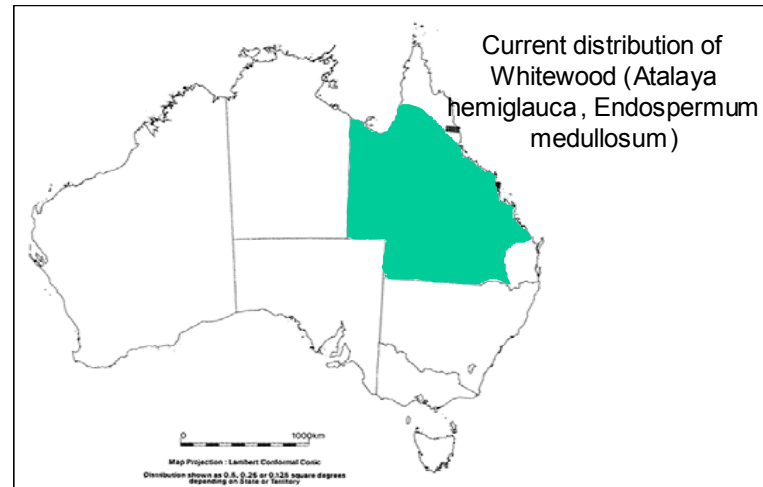 Current distribution of
Whitewood (Atalaya
hemiglauca , Endospermum
medullosum )
0 1000km
Map Projection : Lambert Conformal Conic
Distribution shown as 0.5, 0.25 or 0.125 square degrees
depending on State or Territory